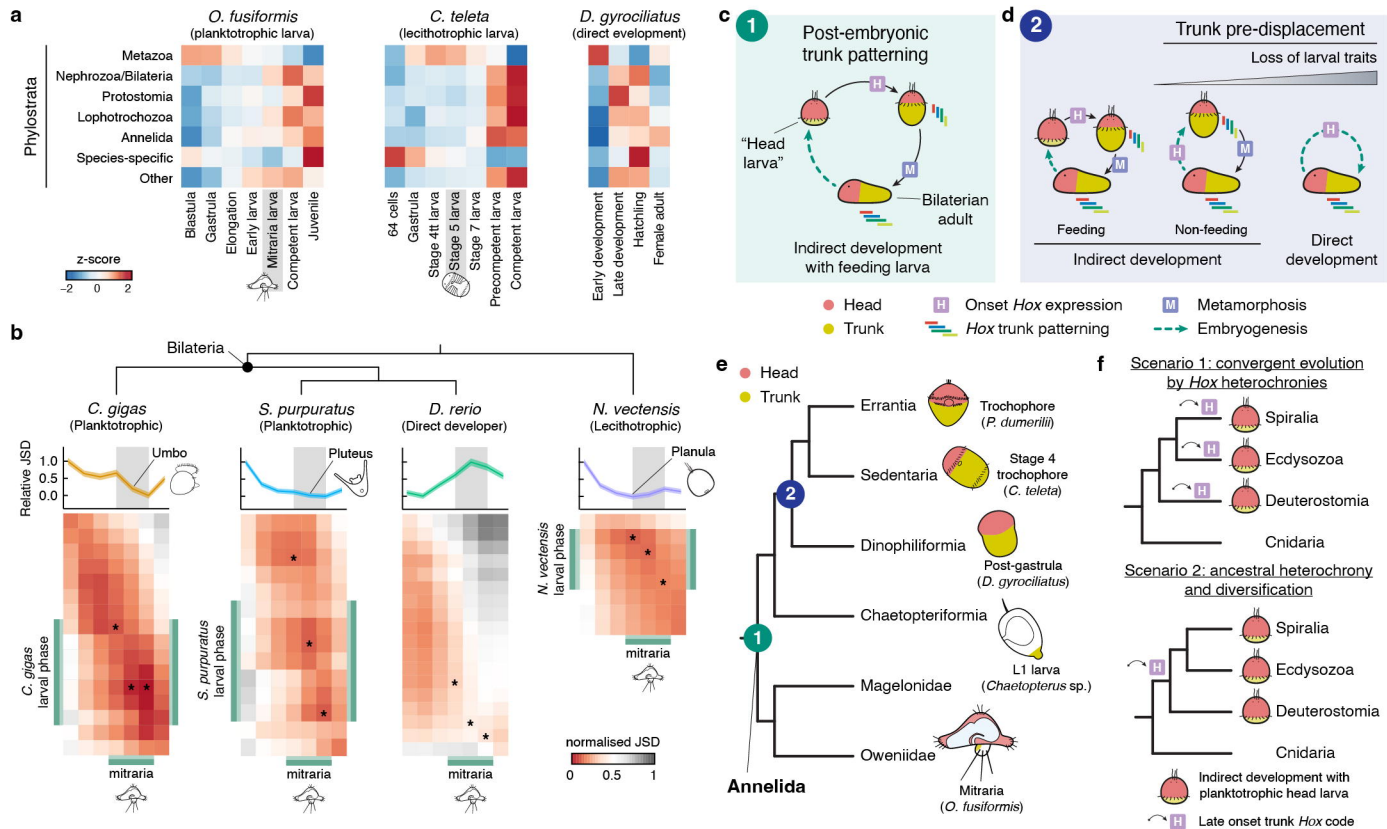 a
O. fusiformis
(planktotrophic larva)
C. teleta
(lecithotrophic larva)
D. gyrociliatus
(direct evelopment)
Phylostrata
Metazoa
Nephrozoa/Bilateria
Protostomia
Lophotrochozoa
Annelida
Species-specific
Other
Blastula
Gastrula
Elongation
Early larva
Mitraria larva
Competent larva
Juvenile
64 cells
Gastrula
Stage 4tt larva
Stage 5 larva
Stage 7 larva
Precompetent larva
Competent larva
Early development
Late development
Hatchling
Female adult
z-score
−2 0 2
b
Bilateria
C. gigas
(Planktotrophic)
S. purpuratus
(Planktotrophic)
D. rerio
(Direct developer)
N. vectensis
(Lecithotrophic)
Relative JSD
1.0
0.5
0.0
Umbo
Pluteus
Planula
C. gigas
larval phase
S. purpuratus
larval phase
N. vectensis
larval phase
* * *
* * *
* * *
* * *
mitraria
mitraria
mitraria
mitraria
normalised JSD
0 0.5 1
c
1
Post-embryonic
trunk patterning
H
"Head
larva"
M
Bilaterian
adult
Indirect development
with feeding larva
d
2
Trunk pre-displacement
Loss of larval traits
H
M
H
M
H
Feeding
Non-feeding
Indirect development
Direct
development
Head
Trunk
H Onset Hox expression
Hox trunk patterning
M Metamorphosis
Embryogenesis
e
Head
Trunk
Errantia
Trochophore
(P. dumerilii)
Sedentaria
Stage 4
trochophore
(C. teleta)
2
Dinophiliformia
Post-gastrula
(D. gyrociliatus)
Chaetopteriformia
L1 larva
(Chaetopterus sp.)
1
Magelonidae
Oweniidae
Mitraria
(O. fusiformis)
Annelida
f
Scenario 1: convergent evolution
by Hox heterochronies
H
Spiralia
H
Ecdysozoa
H
Deuterostomia
Cnidaria
Scenario 2: ancestral heterochrony
and diversification
Spiralia
H
Ecdysozoa
Deuterostomia
Cnidaria
Indirect development with
planktotrophic head larva
H Late onset trunk Hox code